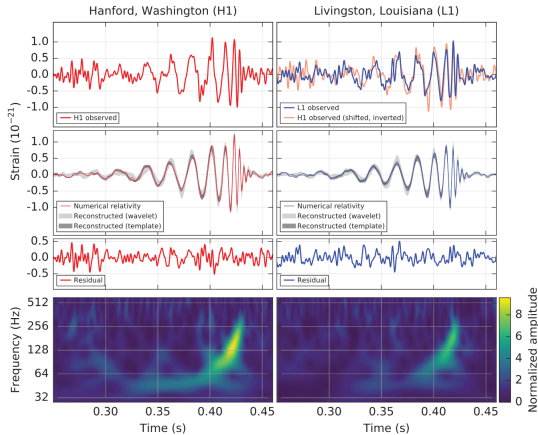 Hanford, Washington (H1)
Livingston, Louisiana (L1)
1.0
0.5
0.0
-0.5
-1.0
H1 observed
L1 observed
H1 observed (shifted, inverted)
Strain (10⁻²¹)
1.0
0.5
0.0
-0.5
-1.0
Numerical relativity
Reconstructed (wavelet)
Reconstructed (template)
Numerical relativity
Reconstructed (wavelet)
Reconstructed (template)
0.5
0.0
-0.5
Residual
Residual
Frequency (Hz)
512
256
128
64
32
0.30
0.35
0.40
0.45
0.30
0.35
0.40
0.45
Time (s)
Time (s)
8
6
4
2
0
Normalized amplitude